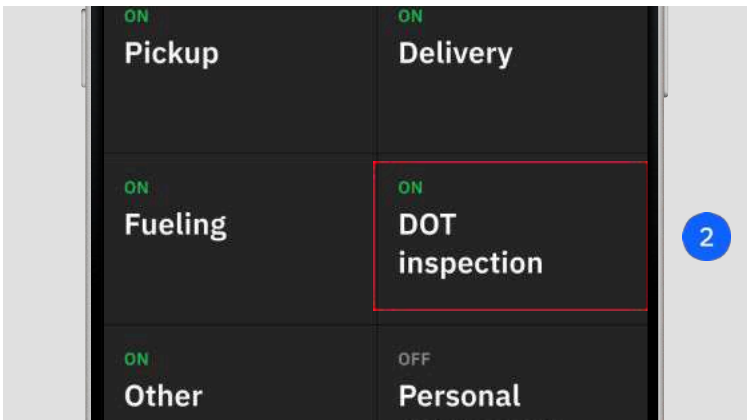 ON
Pickup
ON
Delivery
ON
Fueling
ON
DOT
inspection
2
ON
Other
OFF
Personal